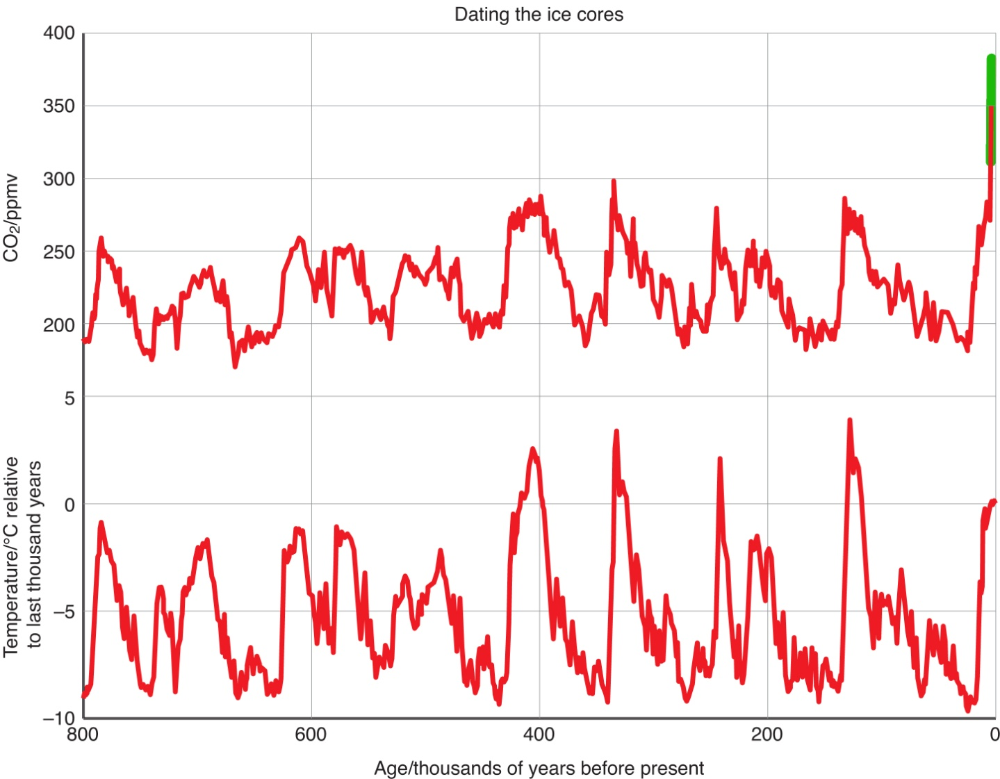 Dating the ice cores
400
350
300
250
200
CO2/ppmv
5
0
–5
–10
Temperature/°C relative
to last thousand years
800
600
400
200
0
Age/thousands of years before present